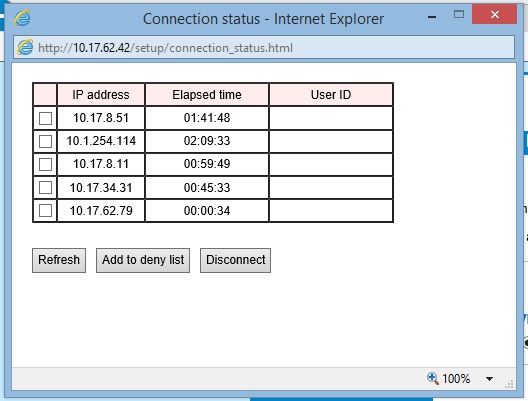 Connection status - Internet Explorer
http://10.17.62.42/setup/connection_status.html
IP address Elapsed time User ID
10.17.8.51 01:41:48
10.1.254.114 02:09:33
10.17.8.11 00:59:49
10.17.34.31 00:45:33
10.17.62.79 00:00:34
Refresh Add to deny list Disconnect
100%